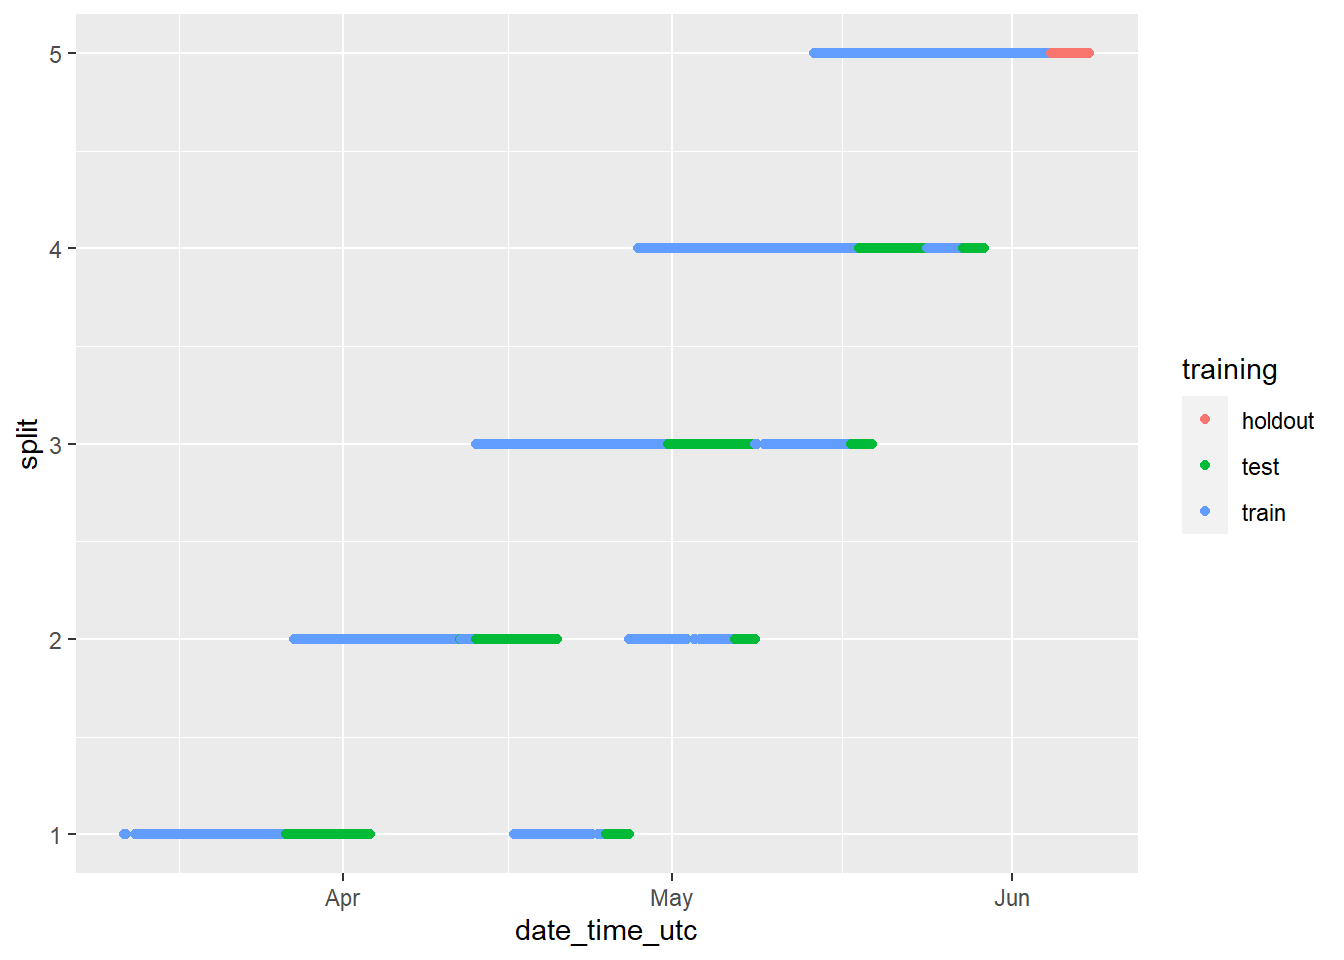 5
4
3
2
1
split
Apr
May
Jun
date_time_utc
training
holdout
test
train